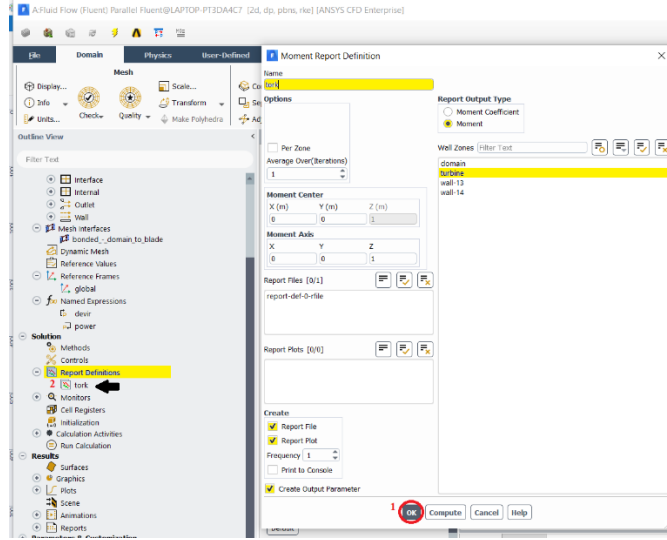 A:Fluid Flow (Fluent) Parallel Fluent@LAPTOP-PT3DA4C7 [2d, dp, pbns, rke] [ANSYS CFD Enterprise]
File Domain Physics User-Defined
Mesh
Display...
Info
Units...
Check
Quality
Scale...
Transform
Make Polyhedra
Outline View
Filter Text
Interface
Internal
Outlet
Wall
Mesh Interfaces
bonded_-_domain_to_blade
Dynamic Mesh
Reference Values
Reference Frames
global
Named Expressions
devir
power
Solution
Methods
Controls
Report Definitions
2 tork
Monitors
Cell Registers
Initialization
Calculation Activities
Run Calculation
Results
Surfaces
Graphics
Plots
Scene
Animations
Reports
Parameters & Customization
Moment Report Definition
Name
tork
Options
Per Zone
Average Over(Iterations)
1
Moment Center
X (m) Y (m) Z (m)
0 0 1
Moment Axis
X Y Z
0 0 1
Report Files [0/1]
report-def-0-rfile
Report Plots [0/0]
Create
Report File
Report Plot
Frequency 1
Print to Console
Create Output Parameter
Report Output Type
Moment Coefficient
Moment
Wall Zones Filter Text
domain
turbine
wall-13
wall-14
1 OK Compute Cancel Help
Default